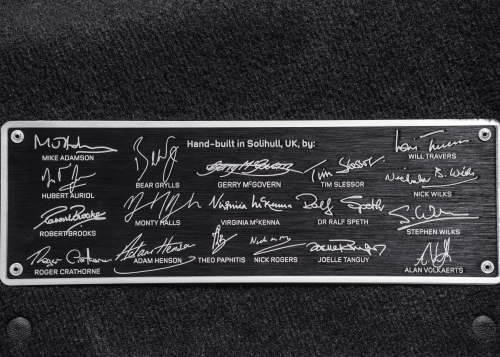 Hand-built in Solihull, UK, by:
MIKE ADAMSON
BEAR GRYLLS
GERRY McGOVERN
TIM SLESSOR
WILL TRAVERS
HUBERT AURIOL
MONTY HALLS
VIRGINIA McKENNA
DR RALF SPETH
NICK WILKS
ROBERT BROOKS
STEPHEN WILKS
ROGER CRATHORNE
ADAM HENSON
THEO PAPHITIS
NICK ROGERS
JOELLE TANGUY
ALAN VOLKAERTS